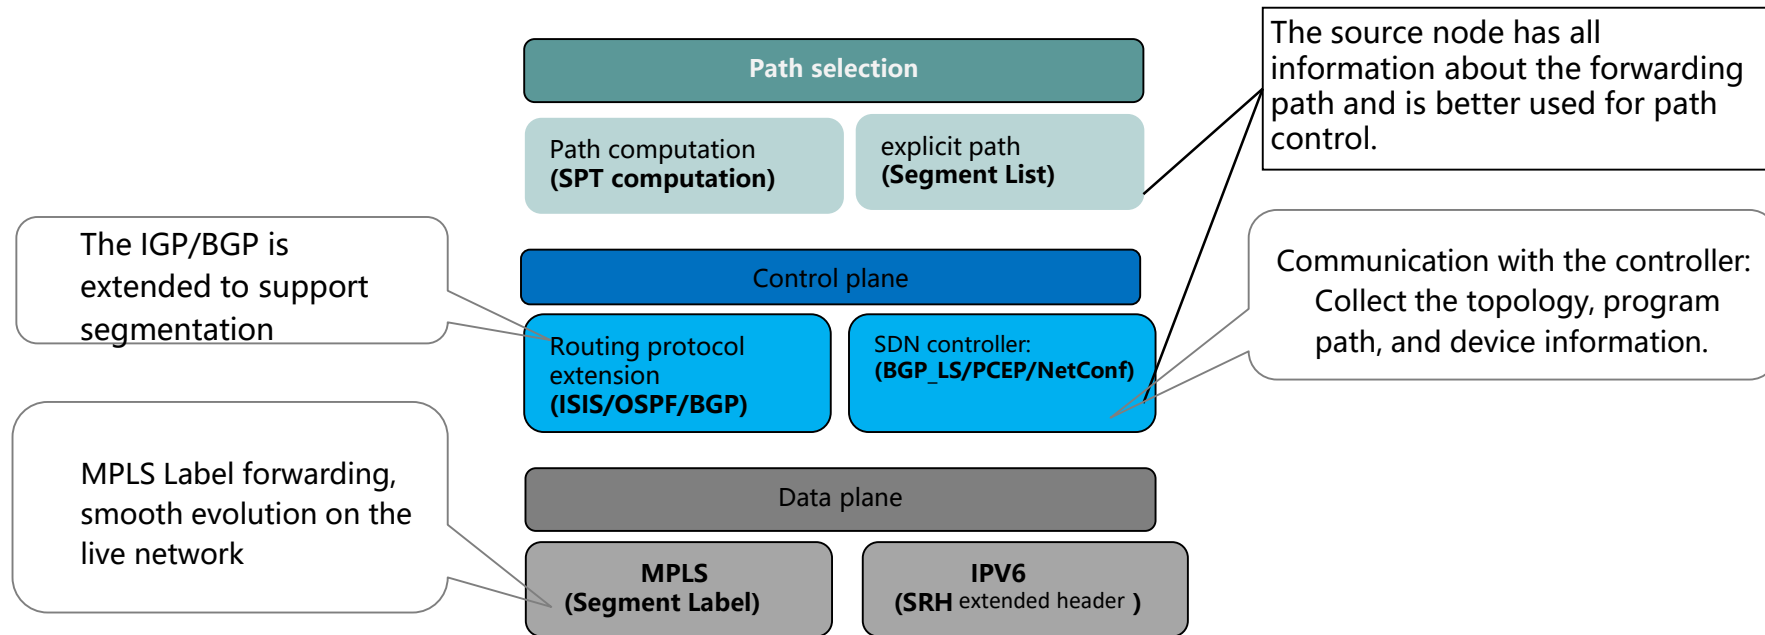 Path selection
Path computation
(SPT computation)
explicit path
(Segment List)
The source node has all
information about the forwarding
path and is better used for path
control.
The IGP/BGP is
extended to support
segmentation
Control plane
Routing protocol
extension
(ISIS/OSPF/BGP)
SDN controller:
(BGP_LS/PCEP/NetConf)
Communication with the controller:
Collect the topology, program
path, and device information.
MPLS Label forwarding,
smooth evolution on the
live network
Data plane
MPLS
(Segment Label)
IPV6
(SRH extended header )